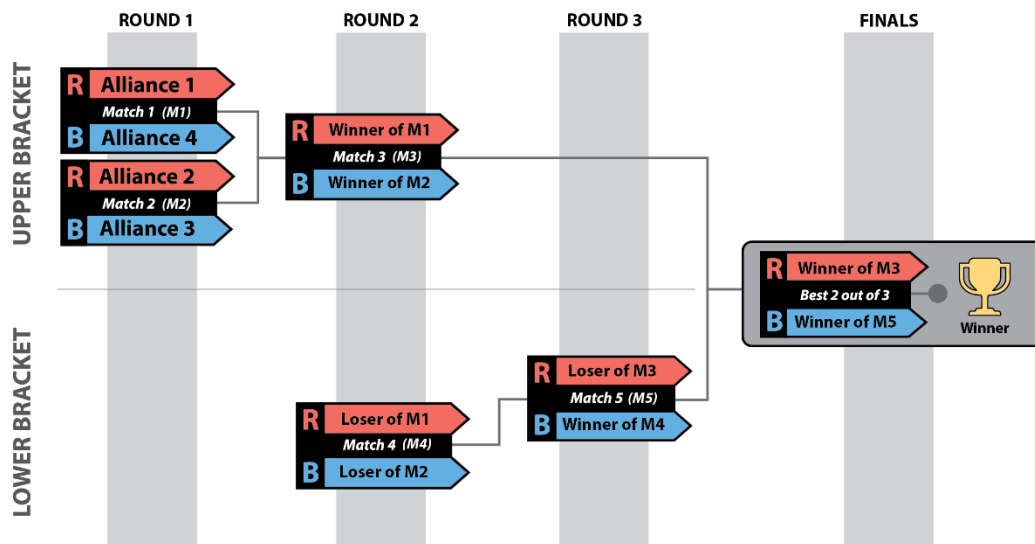 ROUND 1
ROUND 2
ROUND 3
FINALS
UPPER BRACKET
R Alliance 1
Match 1 (M1)
B Alliance 4
R Alliance 2
Match 2 (M2)
B Alliance 3
R Winner of M1
Match 3 (M3)
B Winner of M2
LOWER BRACKET
R Loser of M1
Match 4 (M4)
B Loser of M2
R Loser of M3
Match 5 (M5)
B Winner of M4
R Winner of M3
Best 2 out of 3
B Winner of M5
Winner